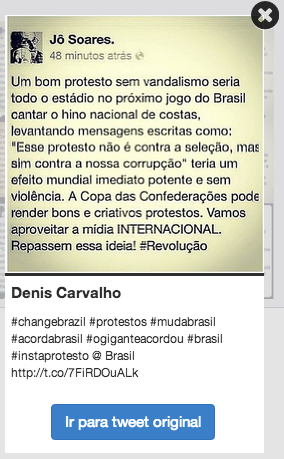 Jô Soares.
48 minutos atrás
Um bom protesto sem vandalismo seria
todo o estádio no próximo jogo do Brasil
cantar o hino nacional de costas,
levantando mensagens escritas como:
"Esse protesto não é contra a seleção, mas
sim contra a nossa corrupção" teria um
efeito mundial imediato potente e sem
violência. A Copa das Confederações pode
render bons e criativos protestos. Vamos
aproveitar a mídia INTERNACIONAL.
Repassem essa ideia! #Revolução
Denis Carvalho
#changebrazil #protestos #mudabrasil
#acordabrasil #ogiganteacordou #brasil
#instaprotesto @ Brasil
http://t.co/7FiRDOuALk
Ir para tweet original